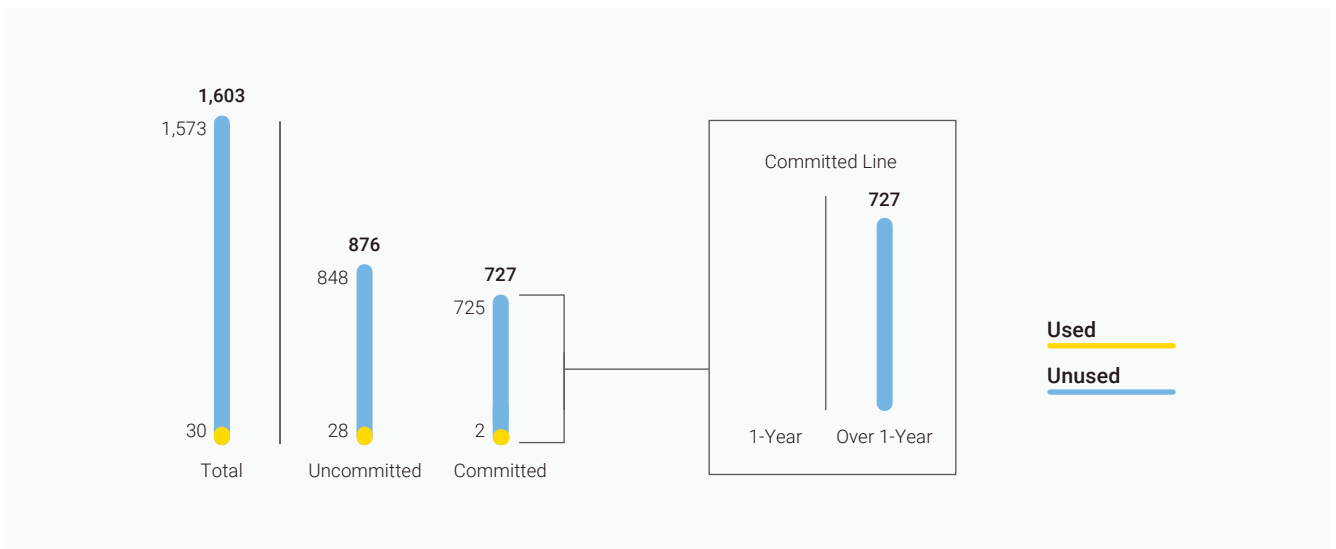 1,603
1,573
30
Total
876
848
28
Uncommitted
727
725
2
Committed
Committed Line
727
1-Year
Over 1-Year
Used
Unused